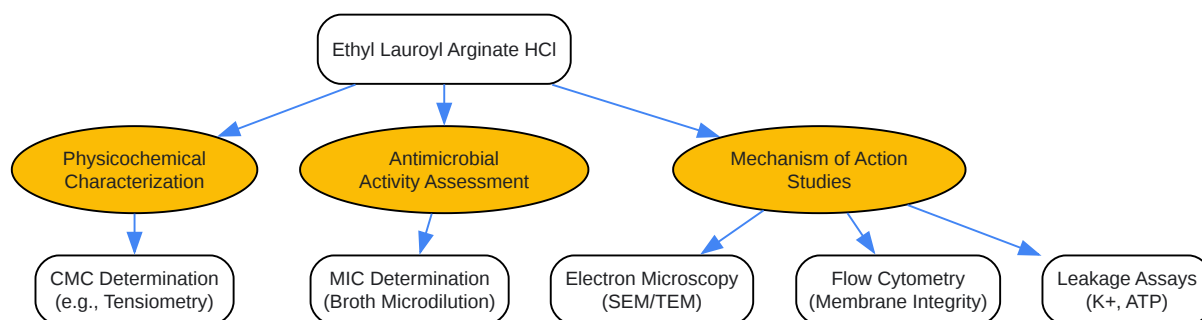 Ethyl Lauroyl Arginate HCl
Physicochemical
Characterization
Antimicrobial
Activity Assessment
Mechanism of Action
Studies
CMC Determination
(e.g., Tensiometry)
MIC Determination
(Broth Microdilution)
Electron Microscopy
(SEM/TEM)
Flow Cytometry
(Membrane Integrity)
Leakage Assays
(K+, ATP)